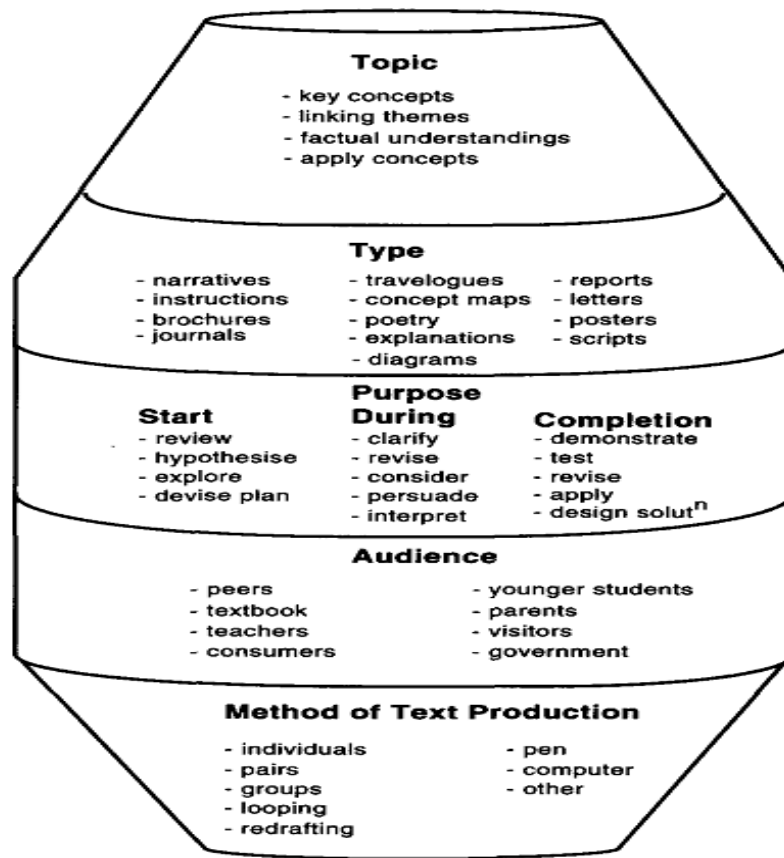 Topic
- key concepts
- linking themes
- factual understandings
- apply concepts
Type
- narratives - travelogues - reports
- instructions - concept maps - letters
- brochures - poetry - posters
- journals - explanations - scripts
- diagrams
Purpose
Start During Completion
- review - clarify - demonstrate
- hypothesise - revise - test
- explore - consider - revise
- devise plan - persuade - apply
- interpret - design solutⁿ
Audience
- peers - younger students
- textbook - parents
- teachers - visitors
- consumers - government
Method of Text Production
- individuals - pen
- pairs - computer
- groups - other
- looping
- redrafting